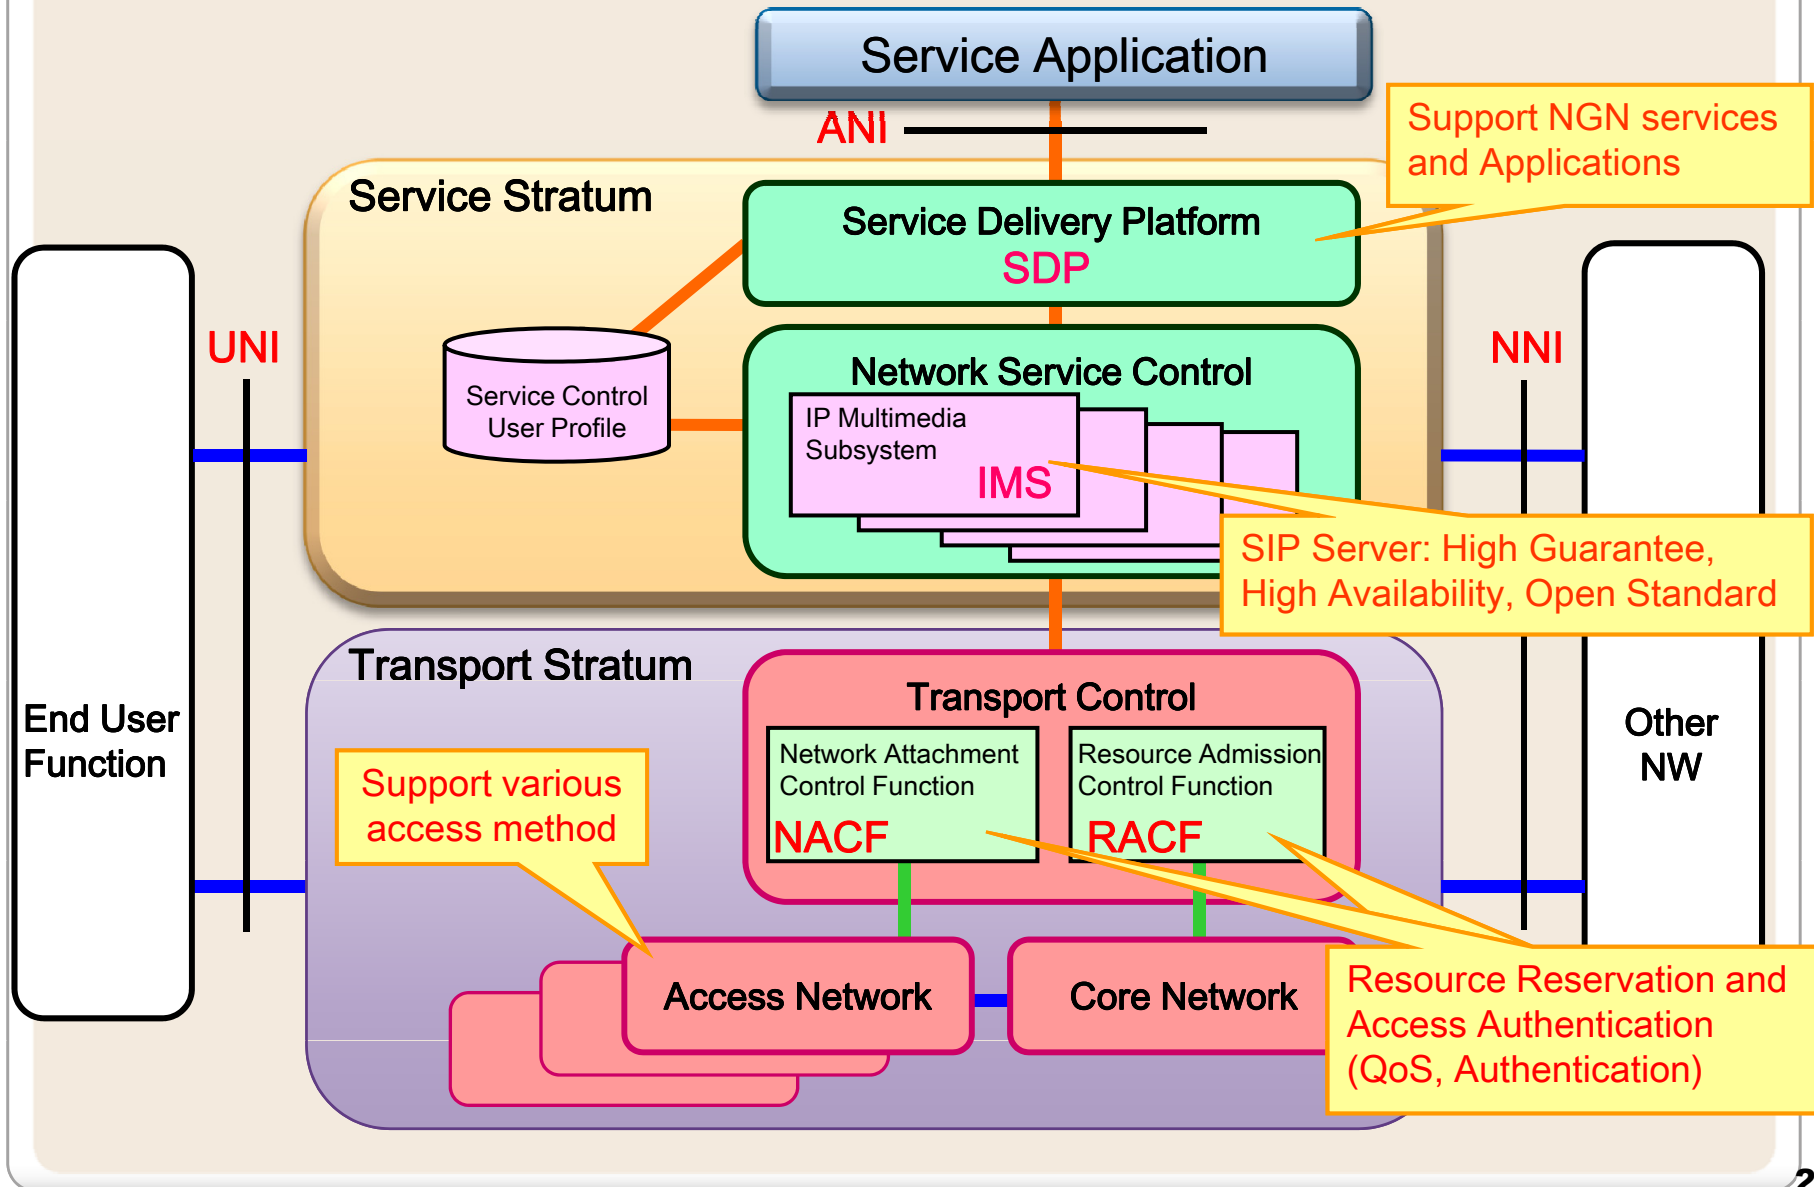 Service Application
ANI
Support NGN services
and Applications
Service Stratum
Service Delivery Platform
SDP
UNI
NNI
Service Control
User Profile
Network Service Control
IP Multimedia
Subsystem
IMS
SIP Server: High Guarantee,
High Availability, Open Standard
Transport Stratum
Transport Control
End User
Function
Other
NW
Support various
access method
Network Attachment
Control Function
NACF
Resource Admission
Control Function
RACF
Access Network
Core Network
Resource Reservation and
Access Authentication
(QoS, Authentication)
2